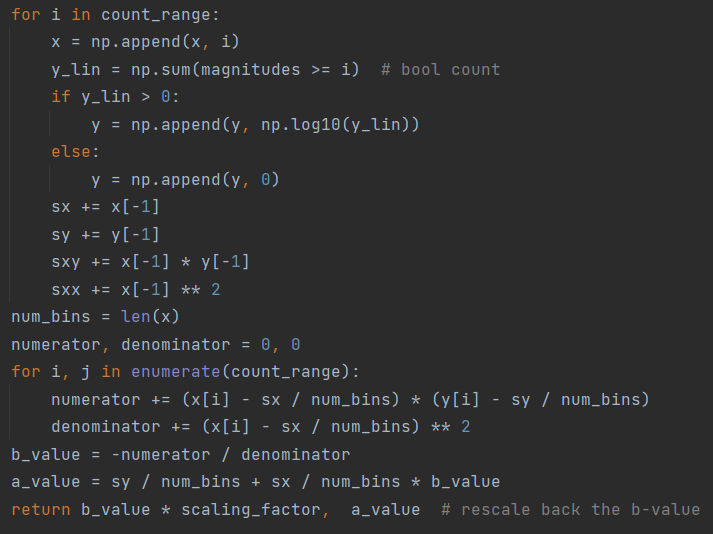 for i in count_range:
    x = np.append(x, i)
    y_lin = np.sum(magnitudes >= i)  # bool count
    if y_lin > 0:
        y = np.append(y, np.log10(y_lin))
    else:
        y = np.append(y, 0)
    sx += x[-1]
    sy += y[-1]
    sxy += x[-1] * y[-1]
    sxx += x[-1] ** 2
num_bins = len(x)
numerator, denominator = 0, 0
for i, j in enumerate(count_range):
    numerator += (x[i] - sx / num_bins) * (y[i] - sy / num_bins)
    denominator += (x[i] - sx / num_bins) ** 2
b_value = -numerator / denominator
a_value = sy / num_bins + sx / num_bins * b_value
return b_value * scaling_factor,  a_value  # rescale back the b-value